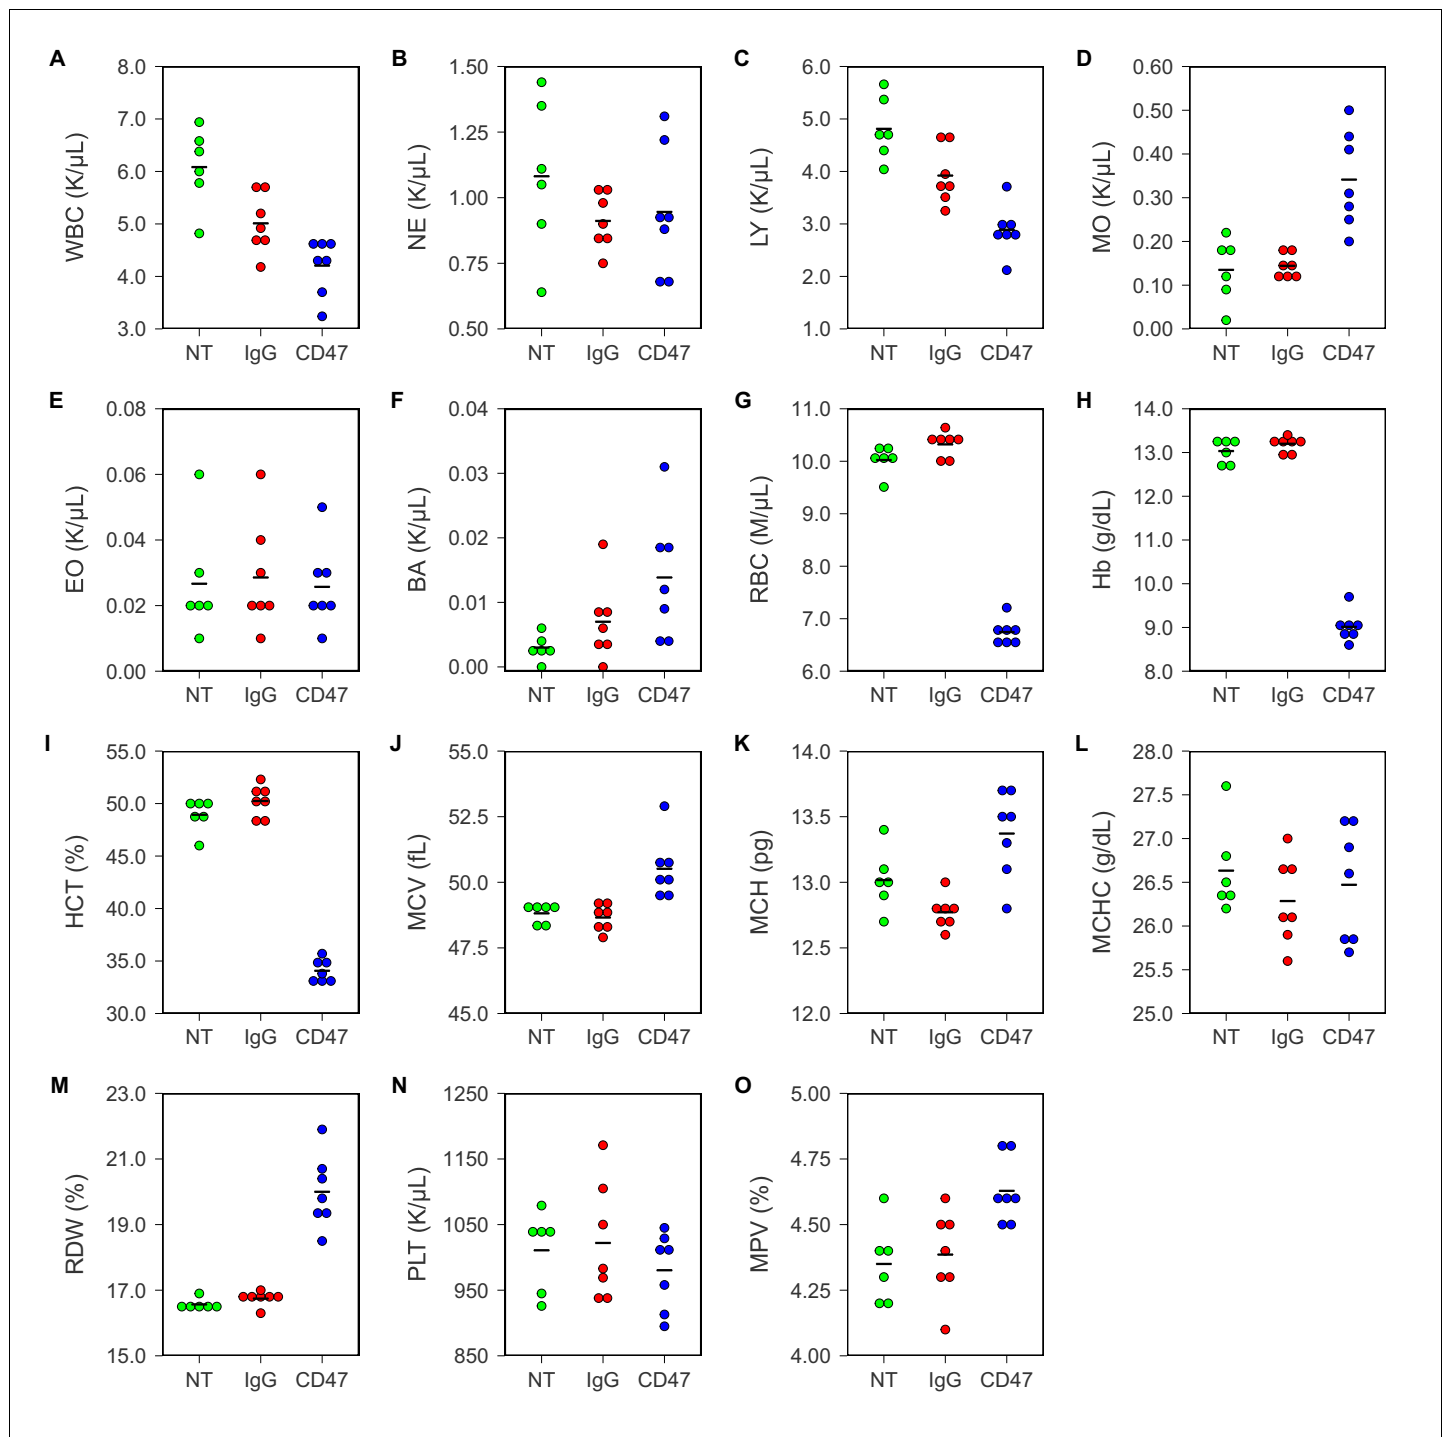 A
B
C
D
WBC (K/µL)
8.0
7.0
6.0
5.0
4.0
3.0
NT IgG CD47
NE (K/µL)
1.50
1.25
1.00
0.75
0.50
NT IgG CD47
LY (K/µL)
6.0
5.0
4.0
3.0
2.0
1.0
NT IgG CD47
MO (K/µL)
0.60
0.50
0.40
0.30
0.20
0.10
0.00
NT IgG CD47
E
F
G
H
EO (K/µL)
0.08
0.06
0.04
0.02
0.00
NT IgG CD47
BA (K/µL)
0.04
0.03
0.02
0.01
0.00
NT IgG CD47
RBC (M/µL)
11.0
10.0
9.0
8.0
7.0
6.0
NT IgG CD47
Hb (g/dL)
14.0
13.0
12.0
11.0
10.0
9.0
8.0
NT IgG CD47
I
J
K
L
HCT (%)
55.0
50.0
45.0
40.0
35.0
30.0
NT IgG CD47
MCV (fL)
55.0
52.5
50.0
47.5
45.0
NT IgG CD47
MCH (pg)
14.0
13.5
13.0
12.5
12.0
NT IgG CD47
MCHC (g/dL)
28.0
27.5
27.0
26.5
26.0
25.5
25.0
NT IgG CD47
M
N
O
RDW (%)
23.0
21.0
19.0
17.0
15.0
NT IgG CD47
PLT (K/µL)
1250
1150
1050
950
850
NT IgG CD47
MPV (%)
5.00
4.75
4.50
4.25
4.00
NT IgG CD47